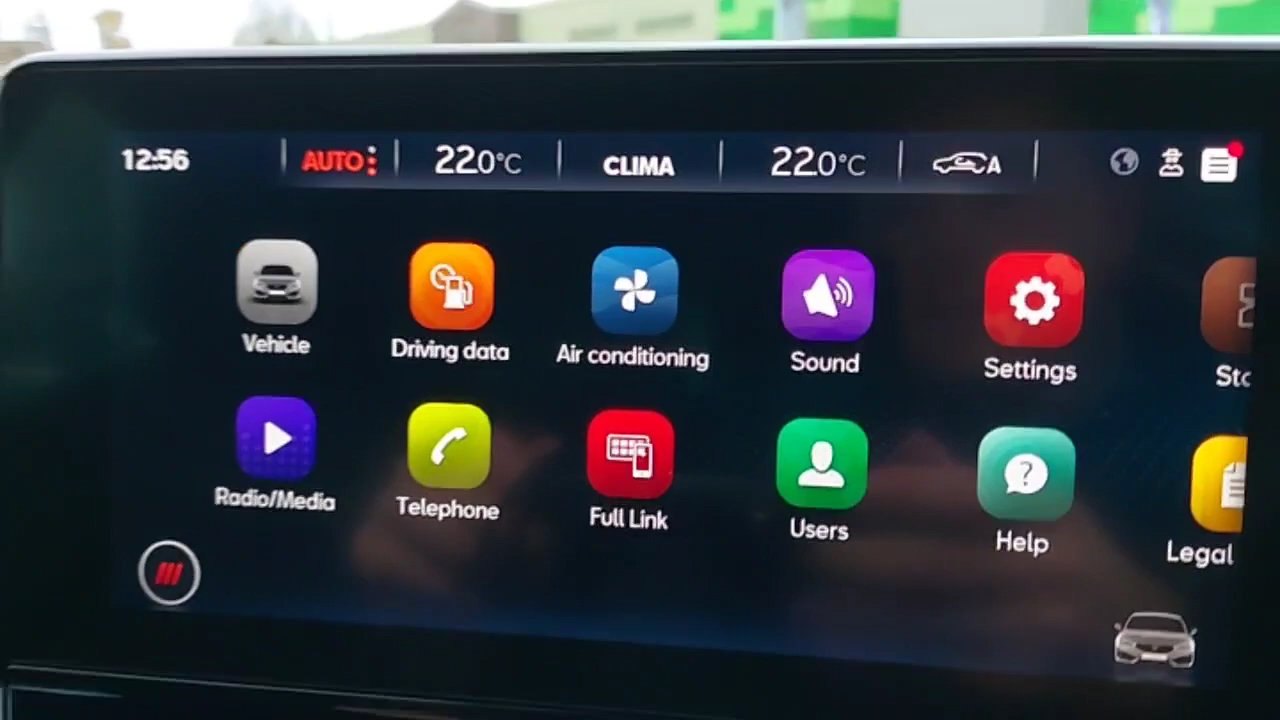 12:56 AUTO 22.0°C CLIMA 22.0°C A
Vehicle Driving data Air conditioning Sound Settings
Radio/Media Telephone Full Link Users Help Legal